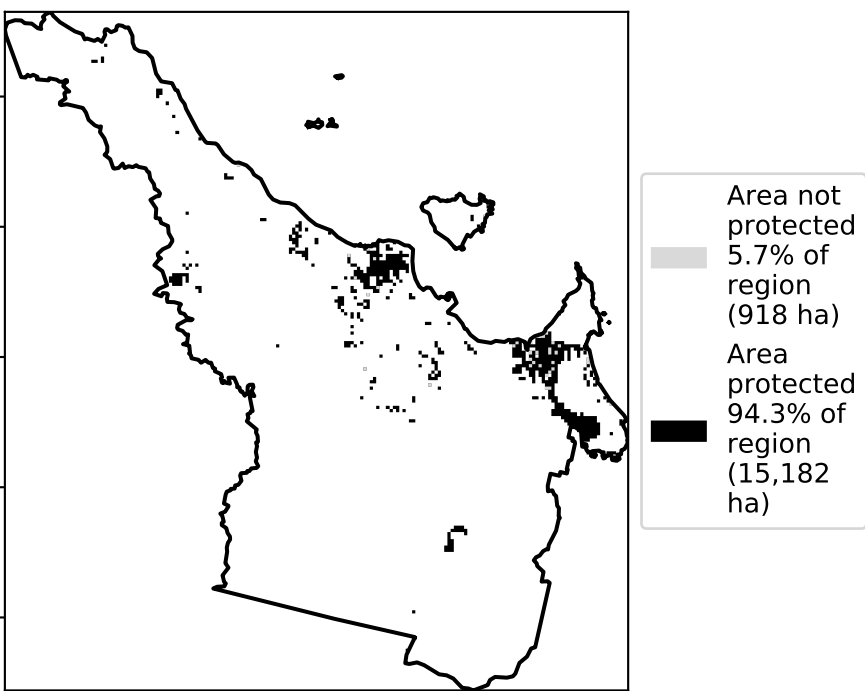 Area not
protected
5.7% of
region
(918 ha)
Area
protected
94.3% of
region
(15,182
ha)